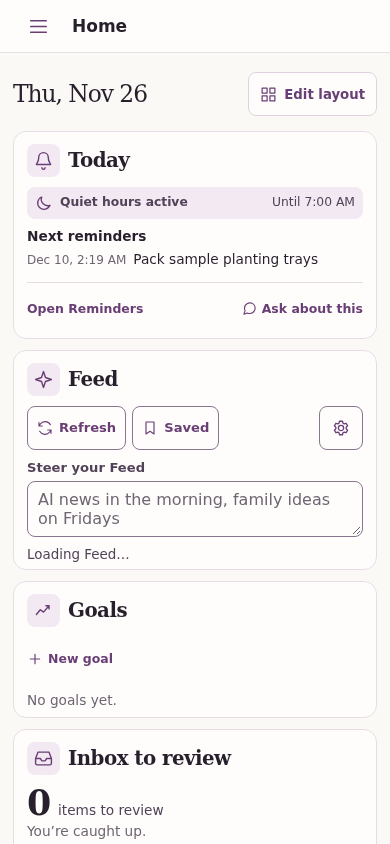 Home
Thu, Nov 26
Edit layout
Today
Quiet hours active
Until 7:00 AM
Next reminders
Dec 10, 2:19 AM Pack sample planting trays
Open Reminders
Ask about this
Feed
Refresh
Saved
Steer your Feed
AI news in the morning, family ideas
on Fridays
Loading Feed…
Goals
New goal
No goals yet.
Inbox to review
0 items to review
You’re caught up.